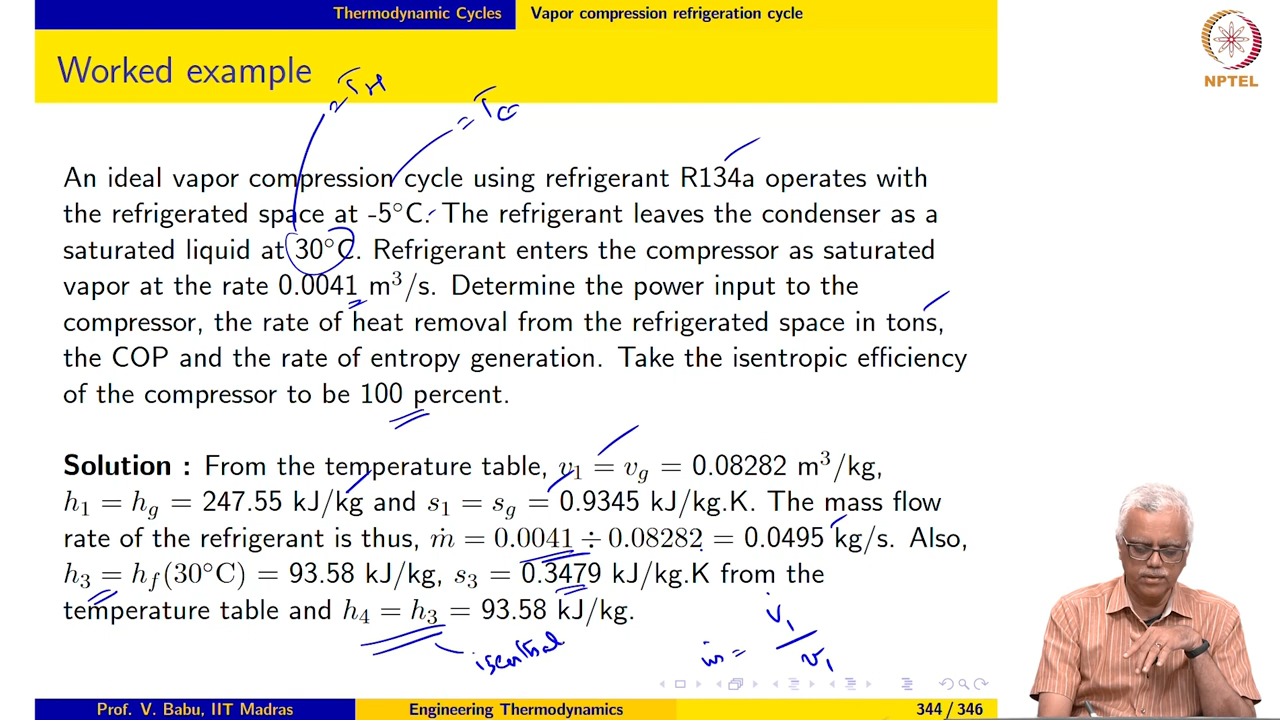 Thermodynamic Cycles Vapor compression refrigeration cycle
Worked example
NPTEL
= T_H
= T_C
An ideal vapor compression cycle using refrigerant R134a operates with
the refrigerated space at -5°C. The refrigerant leaves the condenser as a
saturated liquid at 30°C. Refrigerant enters the compressor as saturated
vapor at the rate 0.0041 m³/s. Determine the power input to the
compressor, the rate of heat removal from the refrigerated space in tons,
the COP and the rate of entropy generation. Take the isentropic efficiency
of the compressor to be 100 percent.
Solution : From the temperature table, v₁ = v_g = 0.08282 m³/kg,
h₁ = h_g = 247.55 kJ/kg and s₁ = s_g = 0.9345 kJ/kg.K. The mass flow
rate of the refrigerant is thus, ṁ = 0.0041 ÷ 0.08282 = 0.0495 kg/s. Also,
h₃ = h_f(30°C) = 93.58 kJ/kg, s₃ = 0.3479 kJ/kg.K from the
temperature table and h₄ = h₃ = 93.58 kJ/kg.
ṁ = V̇₁ / v₁
Prof. V. Babu, IIT Madras Engineering Thermodynamics 344 / 346